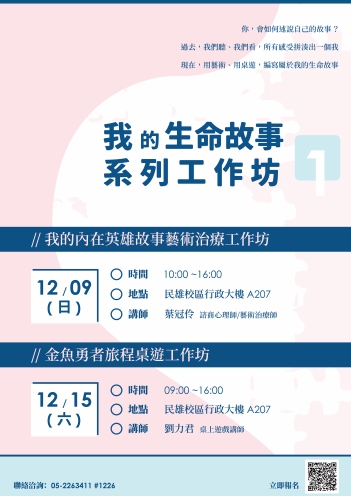 你，會如何述說自己的故事？
過去，我們聽、我們看，所有感受拼湊出一個我
現在，用藝術、用桌遊，編寫屬於我的生命故事
我的生命故事
系列工作坊
1
// 我的內在英雄故事藝術治療工作坊
12 / 09
(日)
時間 10:00 ~16:00
地點 民雄校區行政大樓 A207
講師 葉冠伶 諮商心理師/藝術治療師
// 金魚勇者旅程桌遊工作坊
12 / 15
(六)
時間 09:00 ~16:00
地點 民雄校區行政大樓 A207
講師 劉力君 桌上遊戲講師
聯絡洽詢：05-2263411 #1226
立即報名